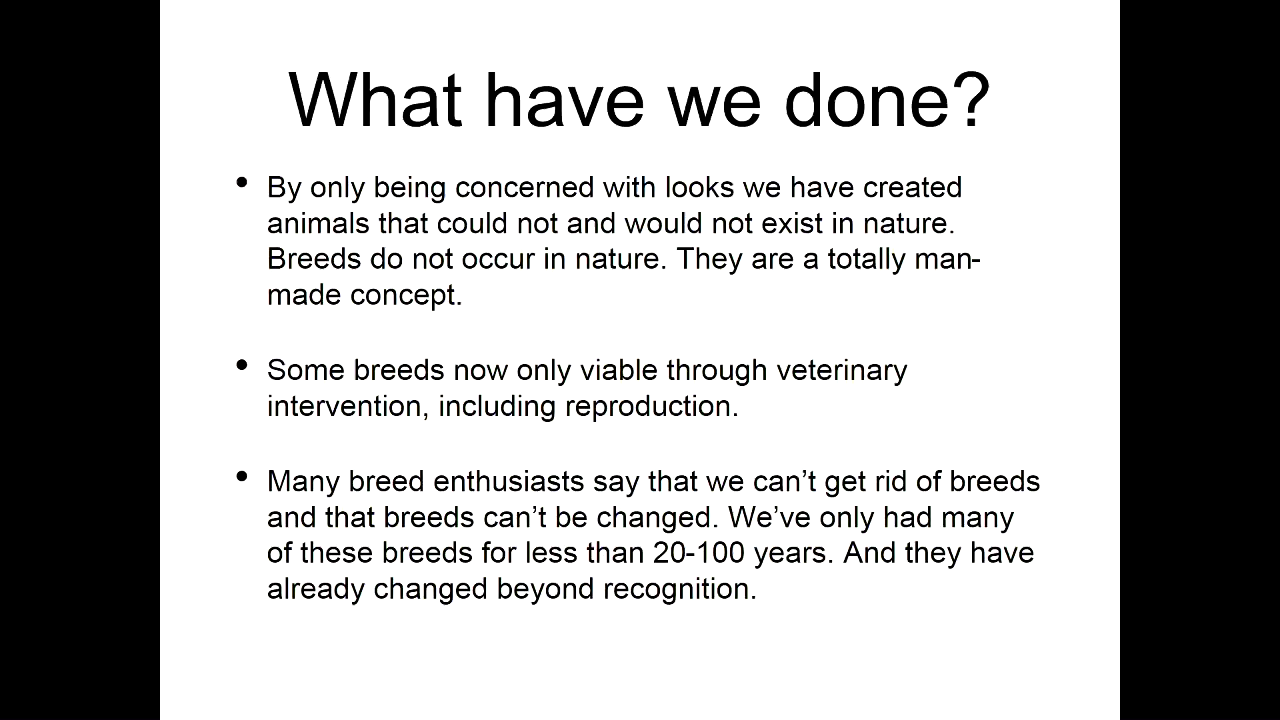 What have we done?
• By only being concerned with looks we have created
animals that could not and would not exist in nature.
Breeds do not occur in nature. They are a totally man-
made concept.
• Some breeds now only viable through veterinary
intervention, including reproduction.
• Many breed enthusiasts say that we can’t get rid of breeds
and that breeds can’t be changed. We’ve only had many
of these breeds for less than 20-100 years. And they have
already changed beyond recognition.